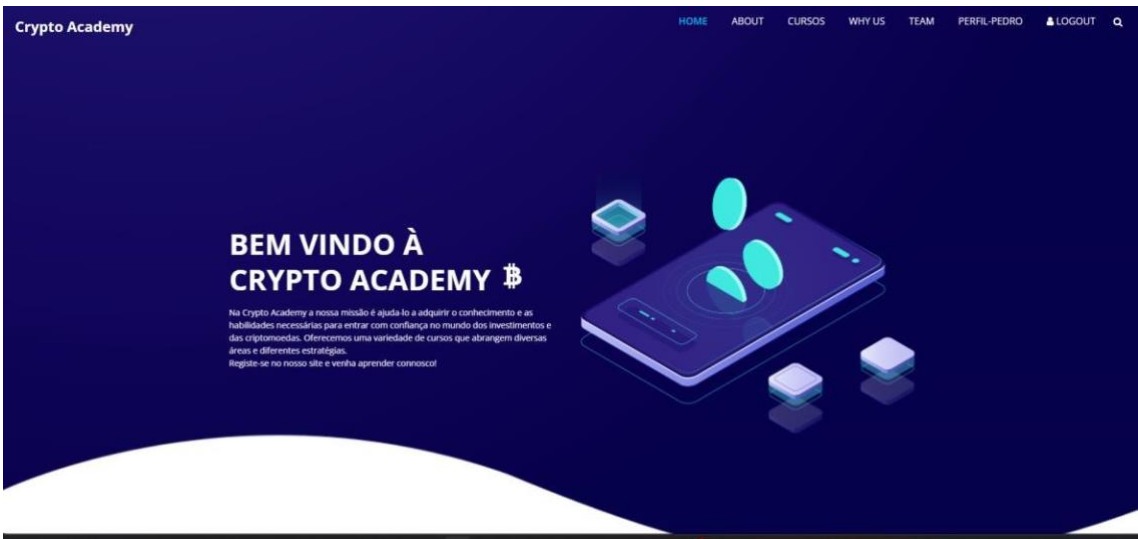 Crypto Academy
HOME ABOUT CURSOS WHY US TEAM PERFIL-PEDRO LOGOUT
BEM VINDO À
CRYPTO ACADEMY
Na Crypto Academy a nossa missão é ajuda-lo a adquirir o conhecimento e as
habilidades necessárias para entrar com confiança no mundo dos investimentos e
das criptomoedas. Oferecemos uma variedade de cursos que abrangem diversas
áreas e diferentes estratégias.
Registe-se no nosso site e venha aprender connosco!